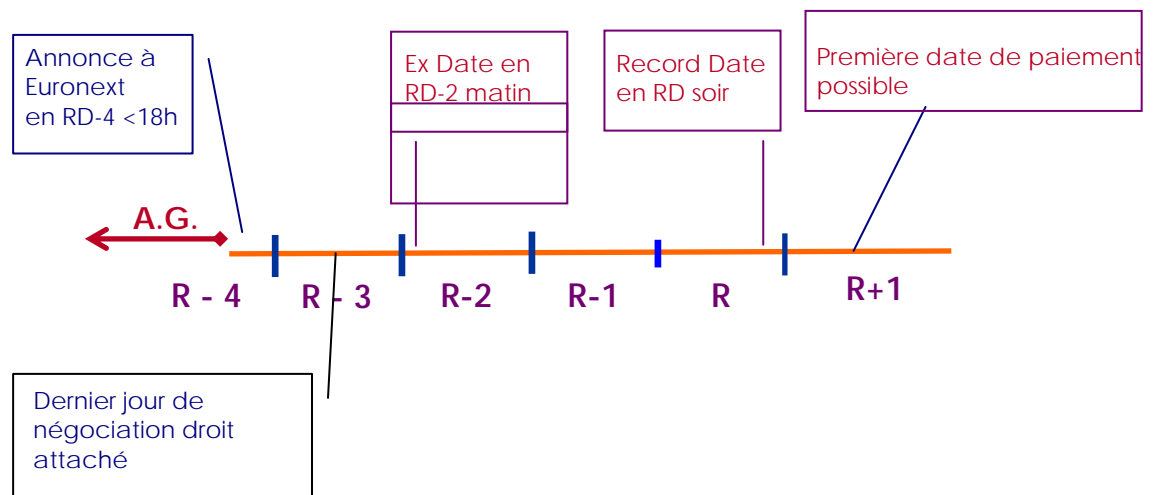 Annonce à
Euronext
en RD-4 <18h
Ex Date en
RD-2 matin
Record Date
en RD soir
Première date de paiement
possible
A.G.
R - 4
R - 3
R-2
R-1
R
R+1
Dernier jour de
négociation droit
attaché